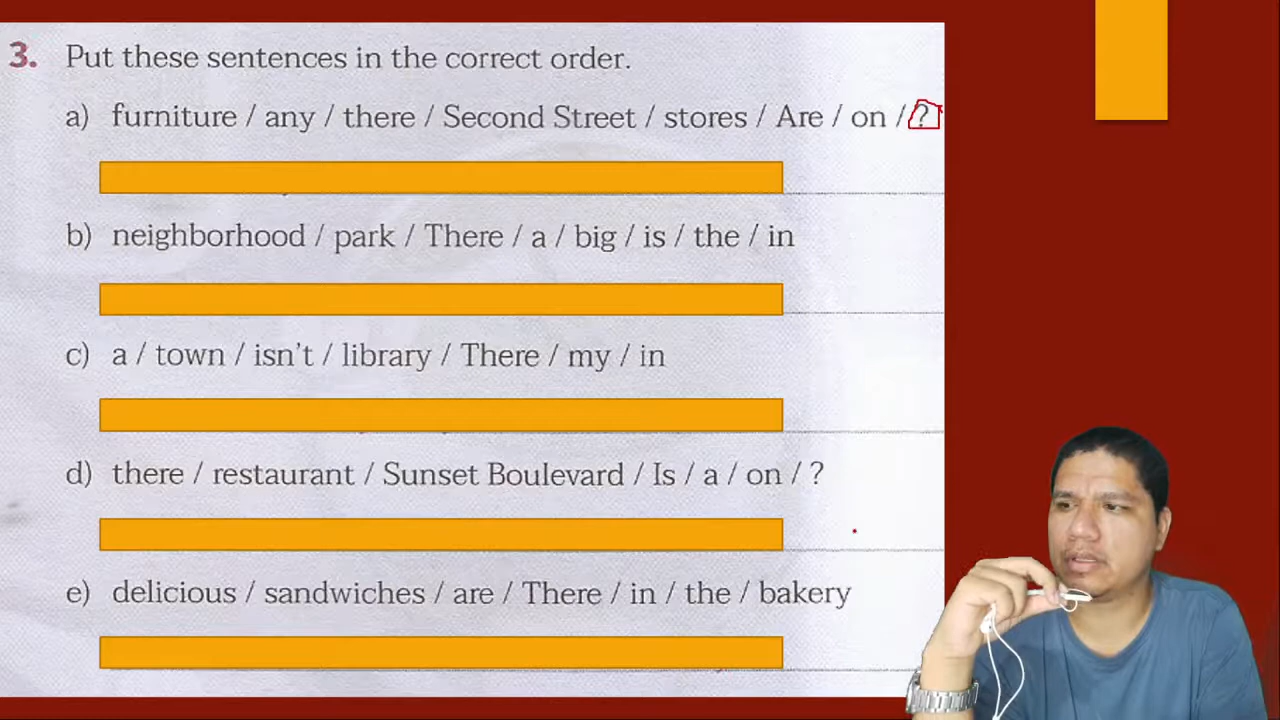 3. Put these sentences in the correct order.
a) furniture / any / there / Second Street / stores / Are / on / ?
b) neighborhood / park / There / a / big / is / the / in
c) a / town / isn't / library / There / my / in
d) there / restaurant / Sunset Boulevard / Is / a / on / ?
e) delicious / sandwiches / are / There / in / the / bakery